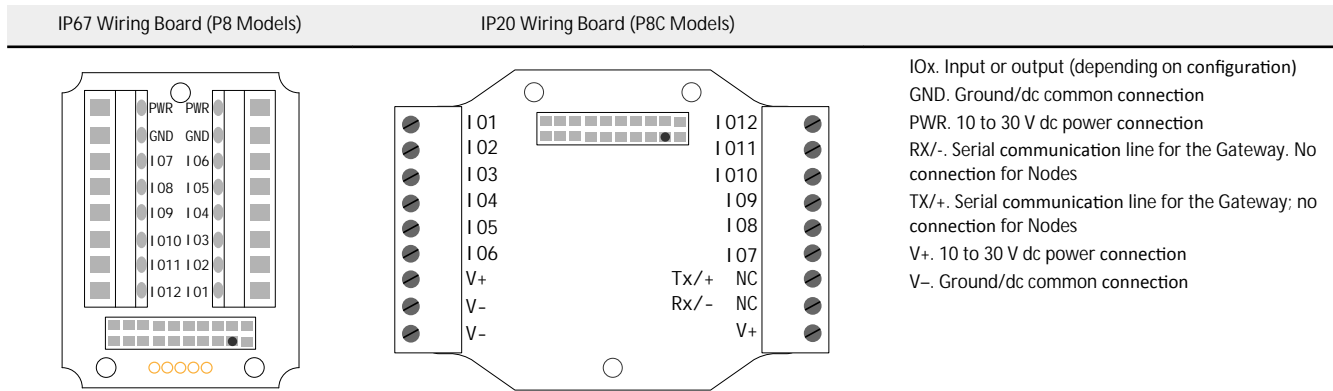 IP67 Wiring Board (P8 Models) IP20 Wiring Board (P8C Models)
PWR PWR
GND GND
IO7 IO6
IO8 IO5
IO9 IO4
IO10 IO3
IO11 IO2
IO12 IO1
IO1 IO12
IO2 IO11
IO3 IO10
IO4 IO9
IO5 IO8
IO6 IO7
V+ Tx/+ NC
V- Rx/- NC
V- V+
IOx. Input or output (depending on configuration)
GND. Ground/dc common connection
PWR. 10 to 30 V dc power connection
RX/-. Serial communication line for the Gateway. No
connection for Nodes
TX/+. Serial communication line for the Gateway; no
connection for Nodes
V+. 10 to 30 V dc power connection
V–. Ground/dc common connection